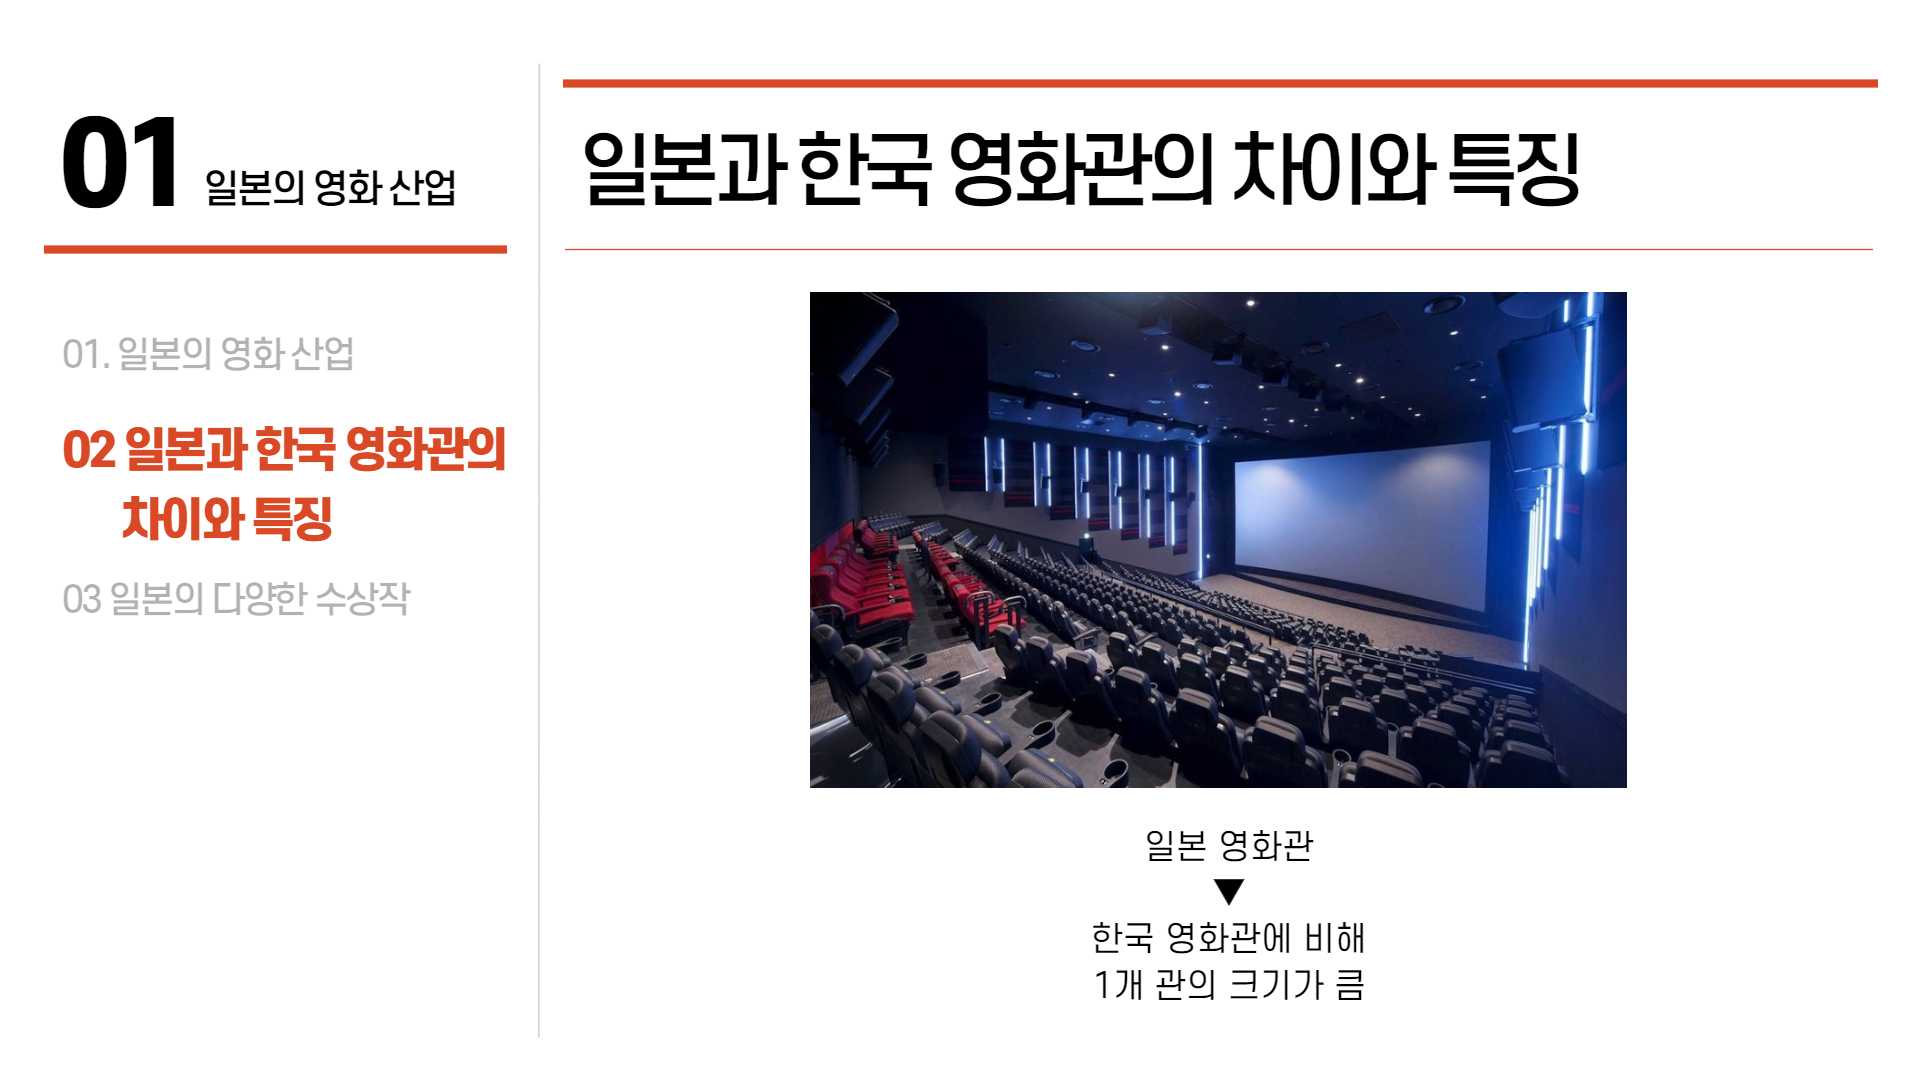 01 일본의 영화 산업
01. 일본의 영화 산업
02 일본과 한국 영화관의
차이와 특징
03 일본의 다양한 수상작
일본과 한국 영화관의 차이와 특징
일본 영화관
▼
한국 영화관에 비해
1개 관의 크기가 큼